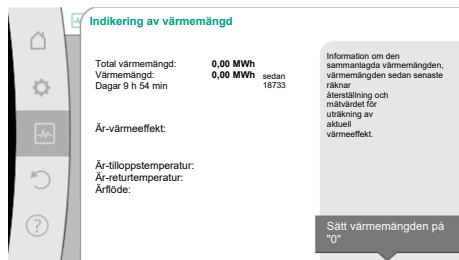 Indikering av värmemängd
Total värmemängd: 0,00 MWh
Värmemängd: 0,00 MWh sedan
Dagar 9 h 54 min 18733
Är-värmeeffekt:
Är-tilloppstemperatur:
Är-returtemperatur:
Ärflöde:
Information om den
sammanlagda värmemängden,
värmemängden sedan senaste
räknar
återställning och
mätvärdet för
uträkning av
aktuell
värmeeffekt.
Sätt värmemängden på
"0"